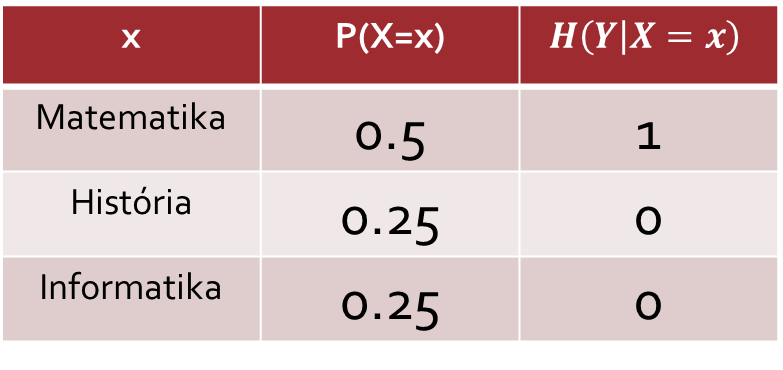 x P(X=x) H(Y|X = x)
Matematika 0.5 1
História 0.25 0
Informatika 0.25 0